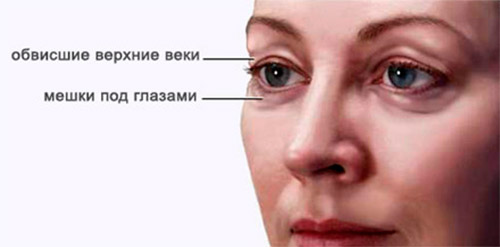 обвисшие верхние веки
мешки под глазами